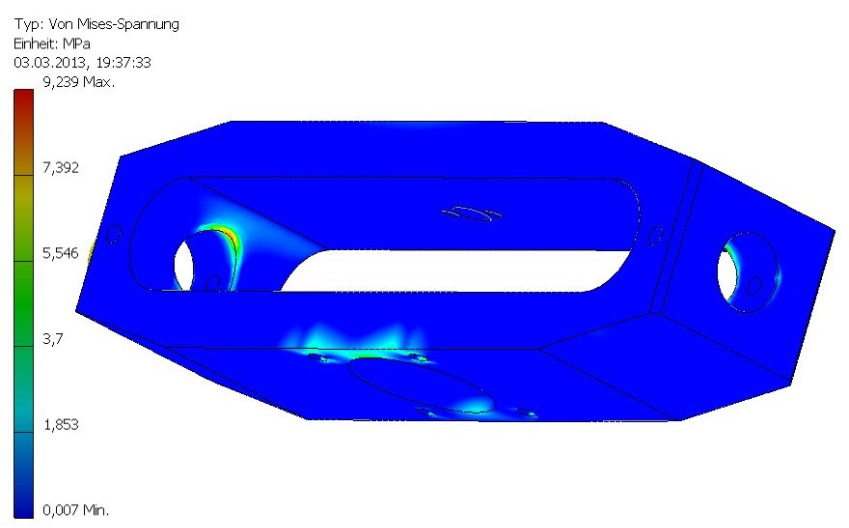 Typ: Von Mises-Spannung
Einheit: MPa
03.03.2013, 19:37:33
9,239 Max.
7,392
5,546
3,7
1,853
0,007 Min.